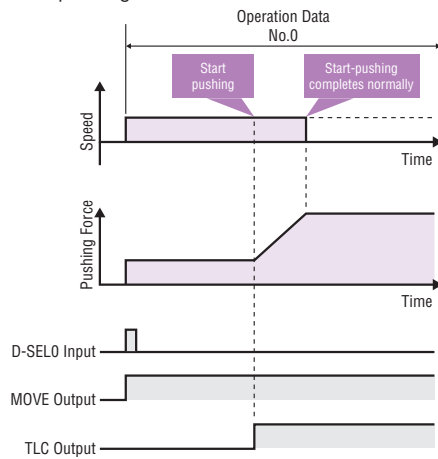 Operation Data
No.0
Start
pushing
Start-pushing
completes normally
Speed
Time
Pushing Force
Time
D-SEL0 Input
MOVE Output
TLC Output